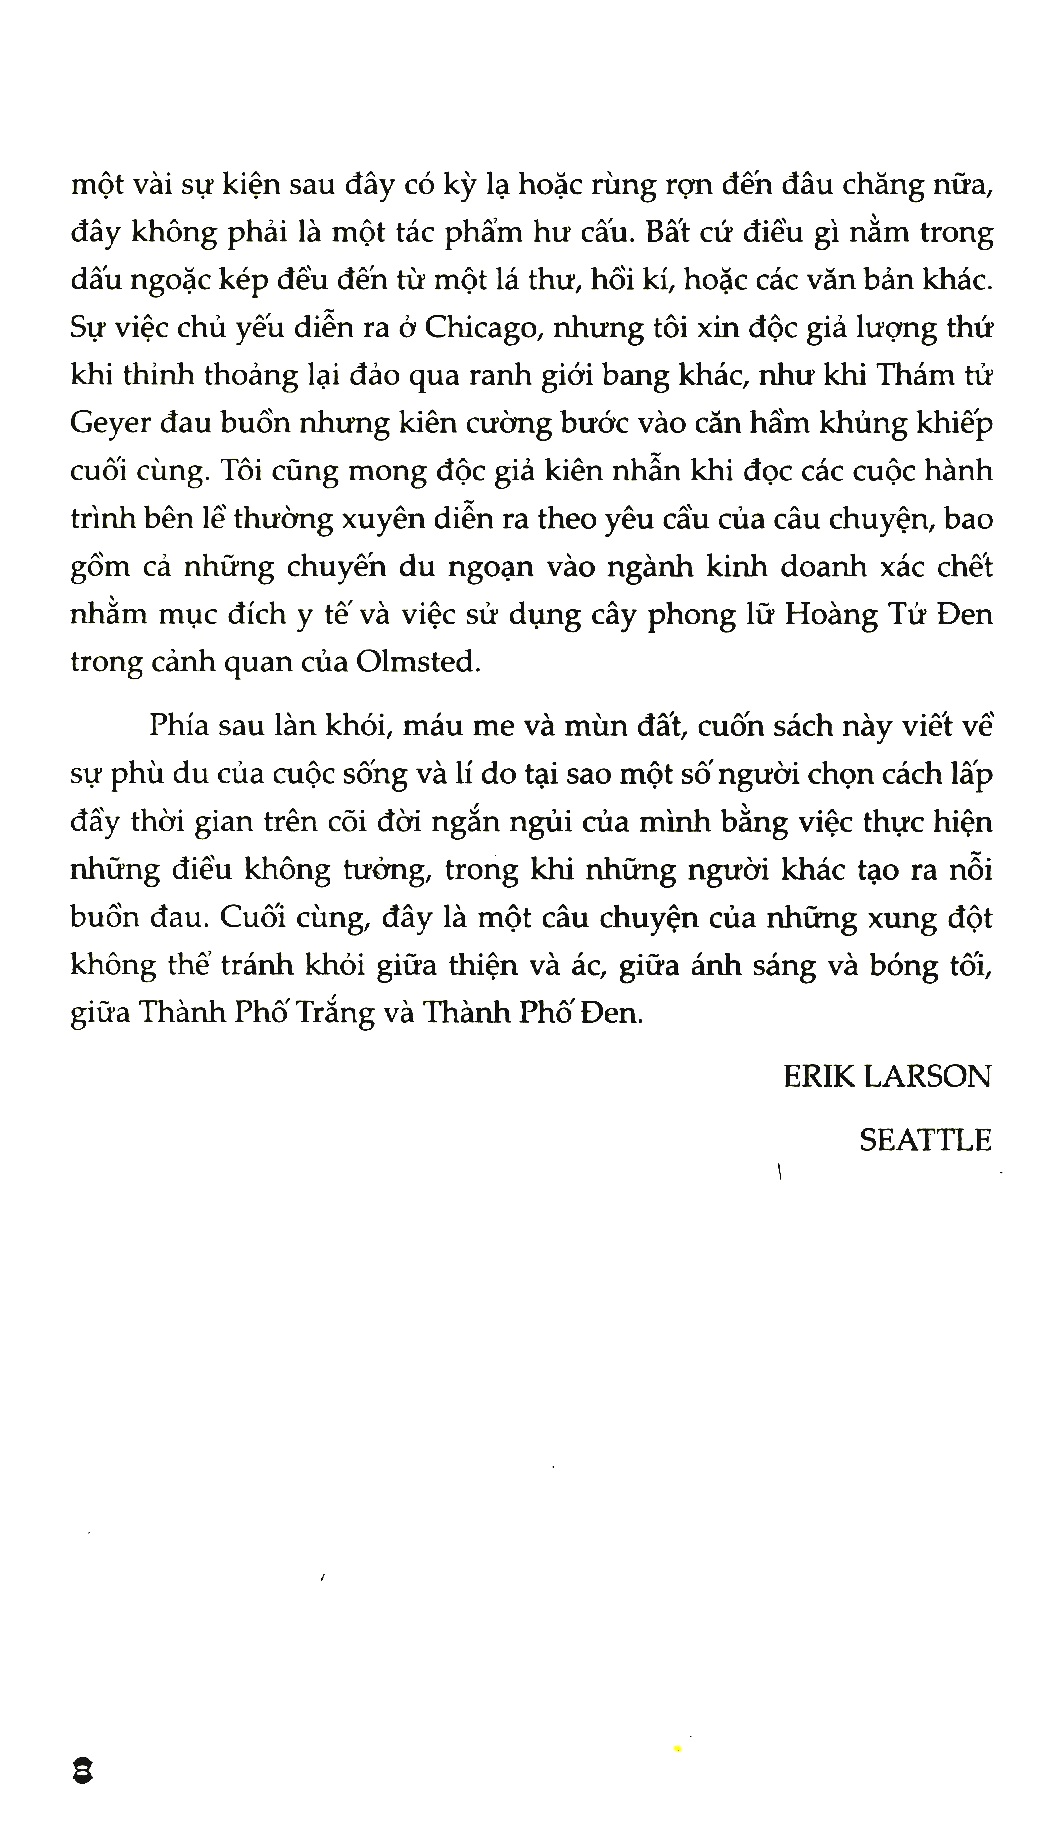 một vài sự kiện sau đây có kỳ lạ hoặc rùng rợn đến đâu chăng nữa,
đây không phải là một tác phẩm hư cấu. Bất cứ điều gì nằm trong
dấu ngoặc kép đều đến từ một lá thư, hồi kí, hoặc các văn bản khác.
Sự việc chủ yếu diễn ra ở Chicago, nhưng tôi xin độc giả lượng thứ
khi thỉnh thoảng lại đảo qua ranh giới bang khác, như khi Thám tử
Geyer đau buồn nhưng kiên cường bước vào căn hầm khủng khiếp
cuối cùng. Tôi cũng mong độc giả kiên nhẫn khi đọc các cuộc hành
trình bên lề thường xuyên diễn ra theo yêu cầu của câu chuyện, bao
gồm cả những chuyến du ngoạn vào ngành kinh doanh xác chết
nhằm mục đích y tế và việc sử dụng cây phong lữ Hoàng Tử Đen
trong cảnh quan của Olmsted.
Phía sau làn khói, máu me và mùn đất, cuốn sách này viết về
sự phù du của cuộc sống và lí do tại sao một số người chọn cách lấp
đầy thời gian trên cõi đời ngắn ngủi của mình bằng việc thực hiện
những điều không tưởng, trong khi những người khác tạo ra nỗi
buồn đau. Cuối cùng, đây là một câu chuyện của những xung đột
không thể tránh khỏi giữa thiện và ác, giữa ánh sáng và bóng tối,
giữa Thành Phố Trắng và Thành Phố Đen.
ERIK LARSON
SEATTLE
8